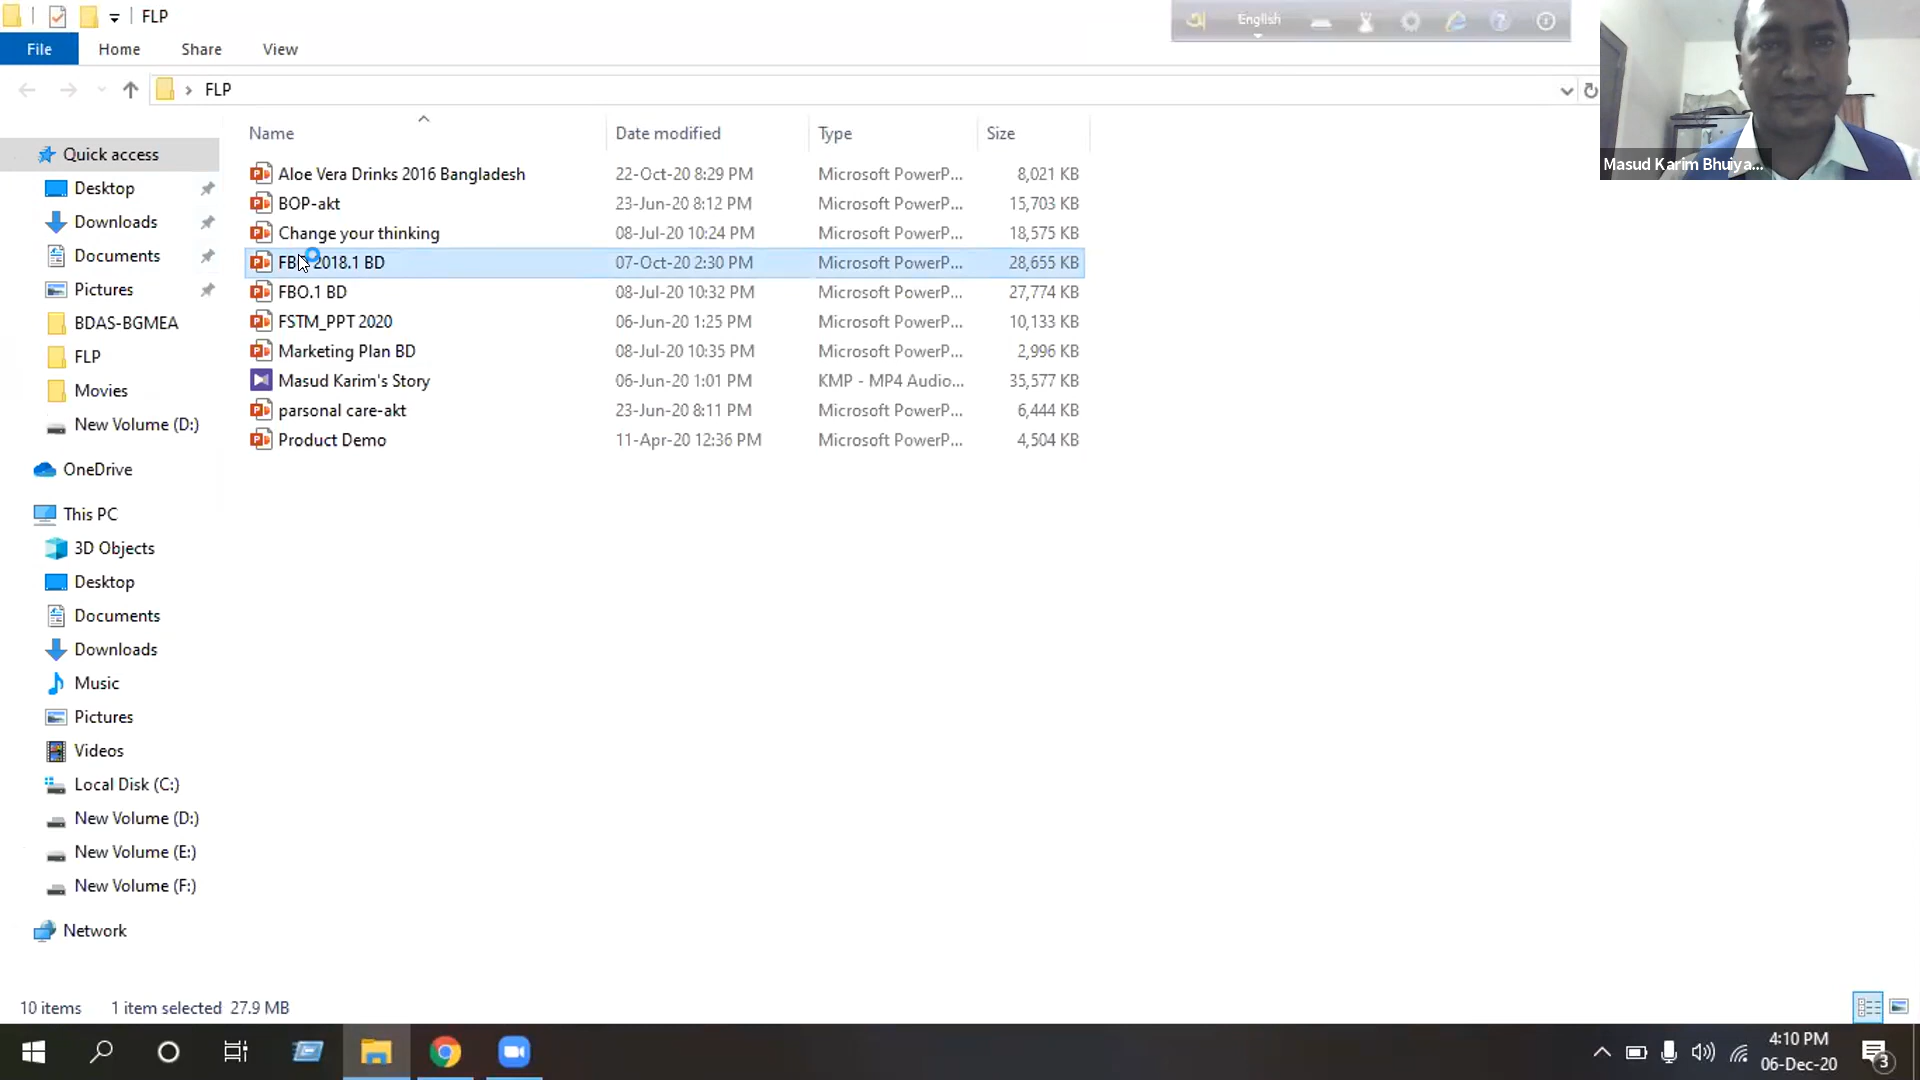 FLP
English
File Home Share View
FLP
Masud Karim Bhuiya...
Name Date modified Type Size
Aloe Vera Drinks 2016 Bangladesh 22-Oct-20 8:29 PM Microsoft PowerP... 8,021 KB
BOP-akt 23-Jun-20 8:12 PM Microsoft PowerP... 15,703 KB
Change your thinking 08-Jul-20 10:24 PM Microsoft PowerP... 18,575 KB
2018.1 BD 07-Oct-20 2:30 PM Microsoft PowerP... 28,655 KB
FBO.1 BD 08-Jul-20 10:32 PM Microsoft PowerP... 27,774 KB
FSTM_PPT 2020 06-Jun-20 1:25 PM Microsoft PowerP... 10,133 KB
Marketing Plan BD 08-Jul-20 10:35 PM Microsoft PowerP... 2,996 KB
Masud Karim's Story 06-Jun-20 1:01 PM KMP - MP4 Audio... 35,577 KB
parsonal care-akt 23-Jun-20 8:11 PM Microsoft PowerP... 6,444 KB
Product Demo 11-Apr-20 12:36 PM Microsoft PowerP... 4,504 KB
Quick access
Desktop
Downloads
Documents
Pictures
BDAS-BGMEA
FLP
Movies
New Volume (D:)
OneDrive
This PC
3D Objects
Desktop
Documents
Downloads
Music
Pictures
Videos
Local Disk (C:)
New Volume (D:)
New Volume (E:)
New Volume (F:)
Network
10 items 1 item selected 27.9 MB
4:10 PM
06-Dec-20
3